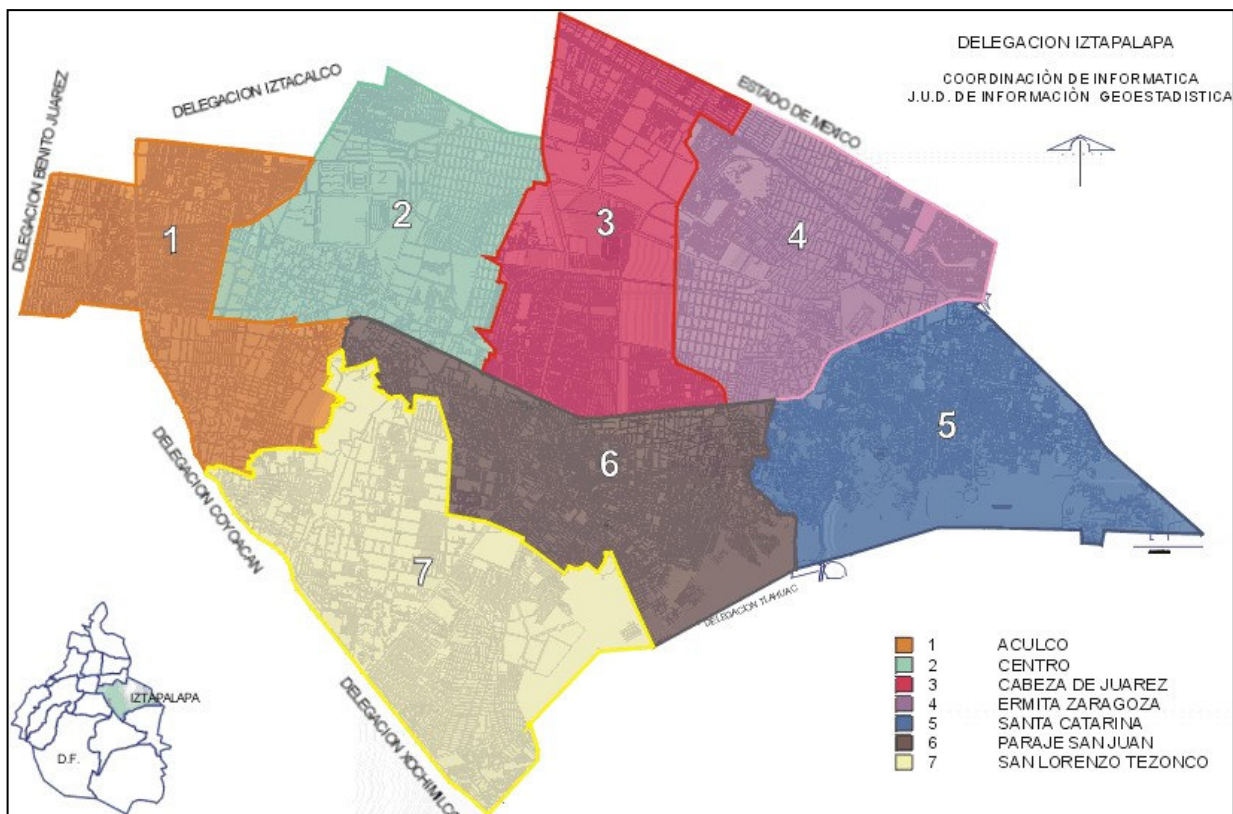 DELEGACION IZTAPALAPA
COORDINACIÒN DE INFORMATICA
J.U.D. DE INFORMACIÒN GEOESTADISTICA
DELEGACION BENITO JUAREZ
DELEGACION IZTACALCO
ESTADO DE MEXICO
1
2
3
4
5
6
7
DELEGACION COYOACAN
DELEGACION XOCHIMILCO
DELEGACION TLAHUAC
IZTAPALAPA
D.F.
1 ACULCO
2 CENTRO
3 CABEZA DE JUAREZ
4 ERMITA ZARAGOZA
5 SANTA CATARINA
6 PARAJE SAN JUAN
7 SAN LORENZO TEZONCO